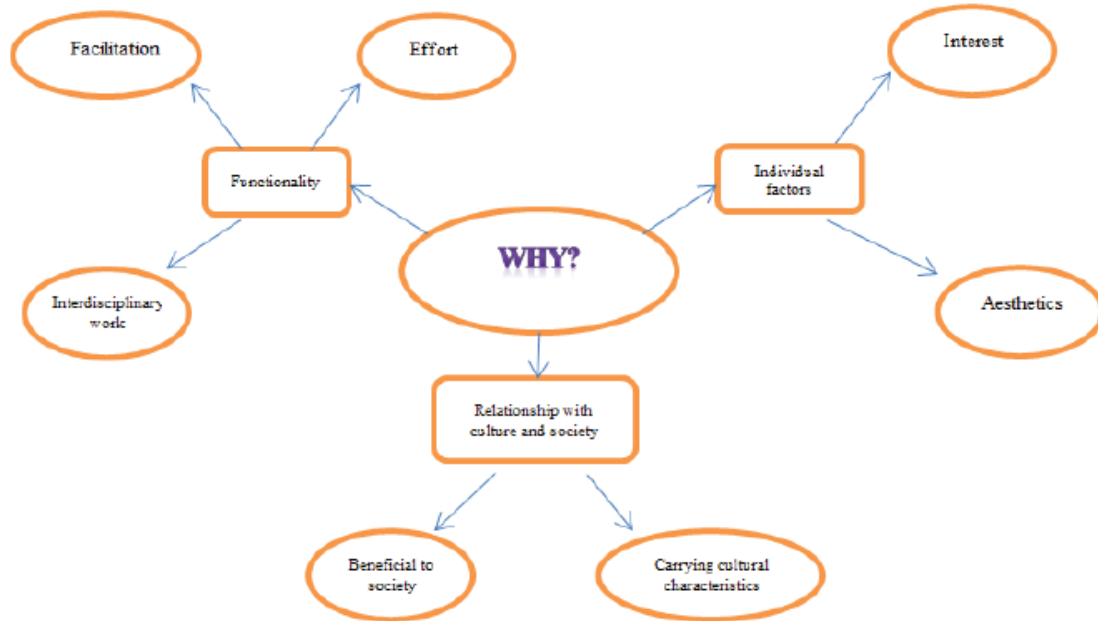 Facilitation
Effort
Interest
Functionality
Individual
factors
WHY?
Interdisciplinary
work
Aesthetics
Relationship with
culture and society
Beneficial to
society
Carrying cultural
characteristics